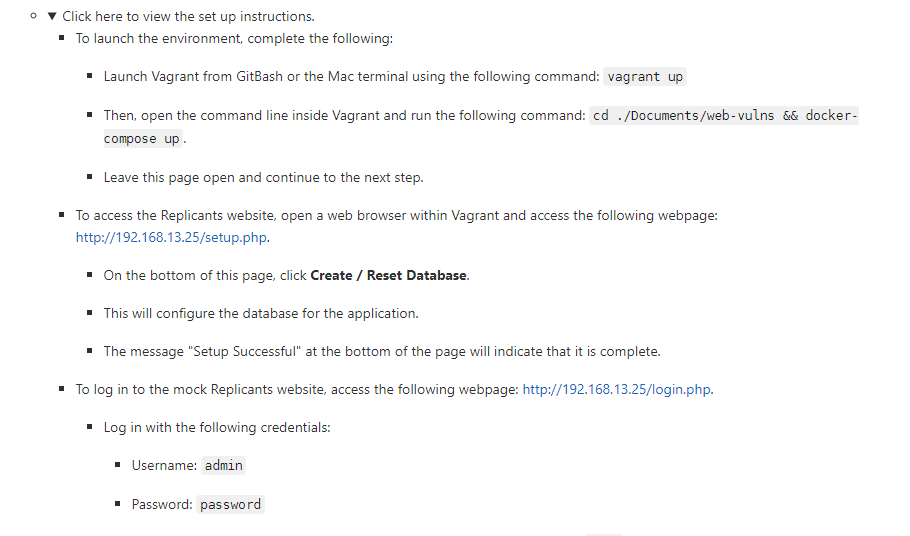 Click here to view the set up instructions.
To launch the environment, complete the following:
Launch Vagrant from GitBash or the Mac terminal using the following command: vagrant up
Then, open the command line inside Vagrant and run the following command: cd ./Documents/web-vulns && docker-
compose up.
Leave this page open and continue to the next step.
To access the Replicants website, open a web browser within Vagrant and access the following webpage:
http://192.168.13.25/setup.php.
On the bottom of this page, click Create / Reset Database.
This will configure the database for the application.
The message "Setup Successful" at the bottom of the page will indicate that it is complete.
To log in to the mock Replicants website, access the following webpage: http://192.168.13.25/login.php.
Log in with the following credentials:
Username: admin
Password: password